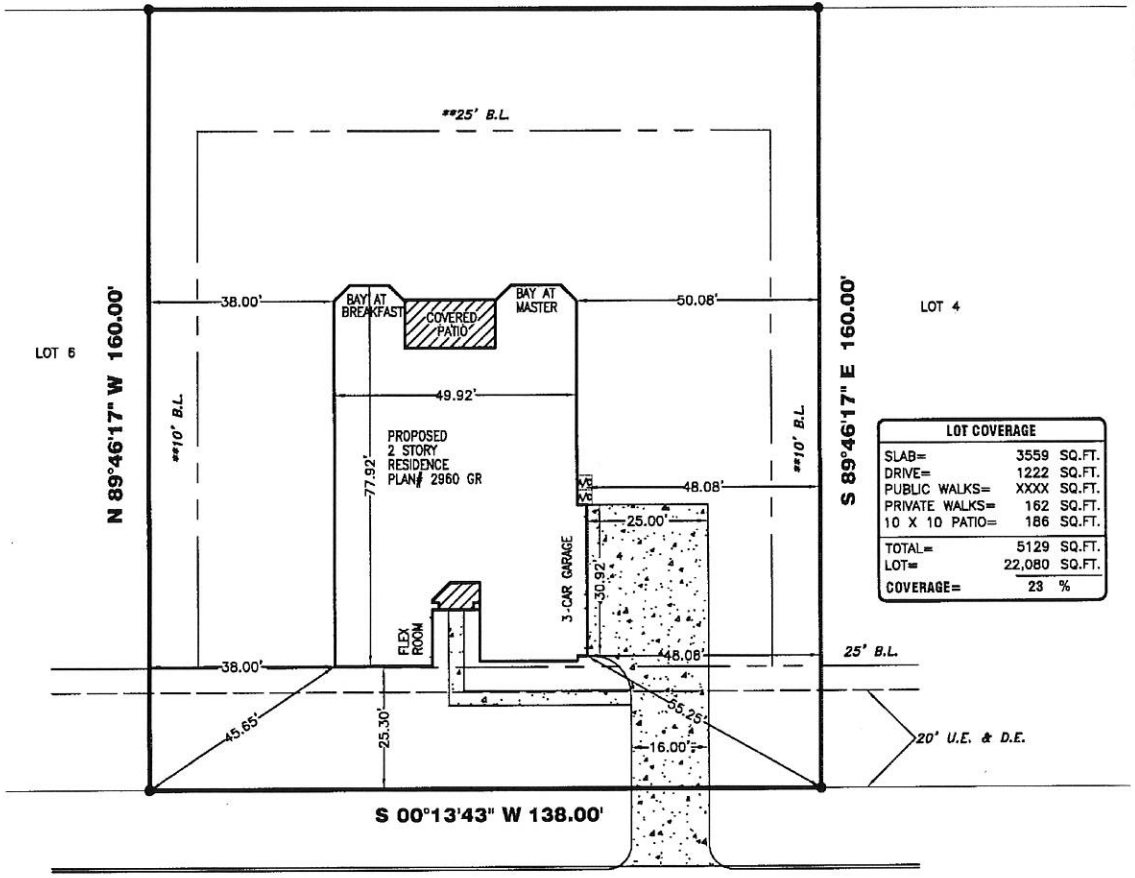 **25' B.L.
38.00'
BAY AT
BREAKFAST
COVERED
PATIO
BAY AT
MASTER
50.08'
LOT 6
N 89°46'17" W 160.00'
**10' B.L.
49.92'
77.92'
PROPOSED
2 STORY
RESIDENCE
PLAN# 2960 GR
48.08'
25.00'
30.92'
3-CAR GARAGE
FLEX
ROOM
**10' B.L.
S 89°46'17" E 160.00'
LOT 4
LOT COVERAGE
SLAB= 3559 SQ.FT.
DRIVE= 1222 SQ.FT.
PUBLIC WALKS= XXXX SQ.FT.
PRIVATE WALKS= 162 SQ.FT.
10 X 10 PATIO= 186 SQ.FT.
TOTAL= 5129 SQ.FT.
LOT= 22,080 SQ.FT.
COVERAGE= 23 %
38.00'
48.08'
25' B.L.
45.65'
25.30'
55.25'
16.00'
20' U.E. & D.E.
S 00°13'43" W 138.00'